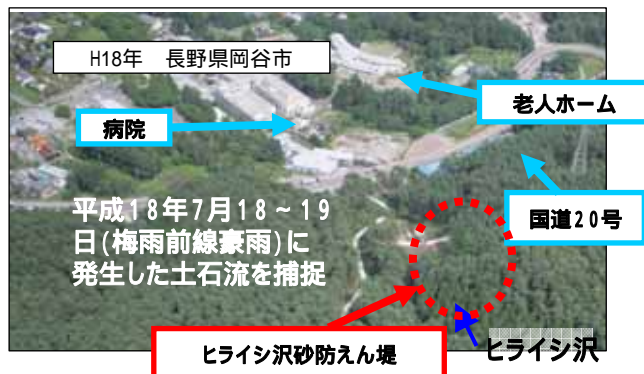 H18年 長野県岡谷市
老人ホーム
病院
国道20号
平成18年7月18～19
日(梅雨前線豪雨)に
発生した土石流を捕捉
ヒライシ沢砂防えん堤
ヒライシ沢